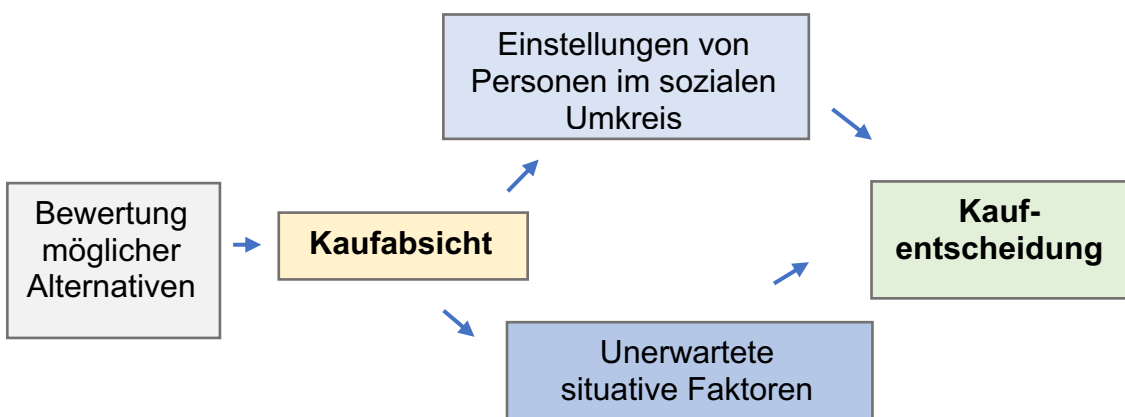 Einstellungen von
Personen im sozialen
Umkreis
Bewertung
möglicher
Alternativen
Kaufabsicht
Kauf-
entscheidung
Unerwartete
situative Faktoren